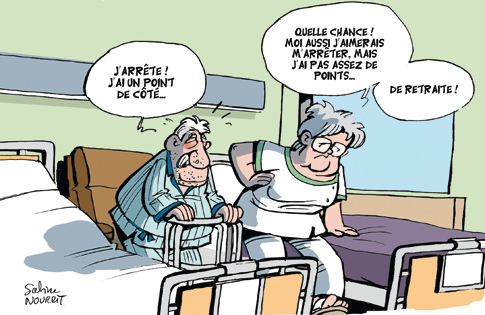 J'ARRÊTE !
J'AI UN POINT
DE CÔTÉ...
QUELLE CHANCE !
MOI AUSSI J'AIMERAIS
M'ARRÊTER. MAIS
J'AI PAS ASSEZ DE
POINTS...
DE RETRAITE !
Sabine
NOURRIT